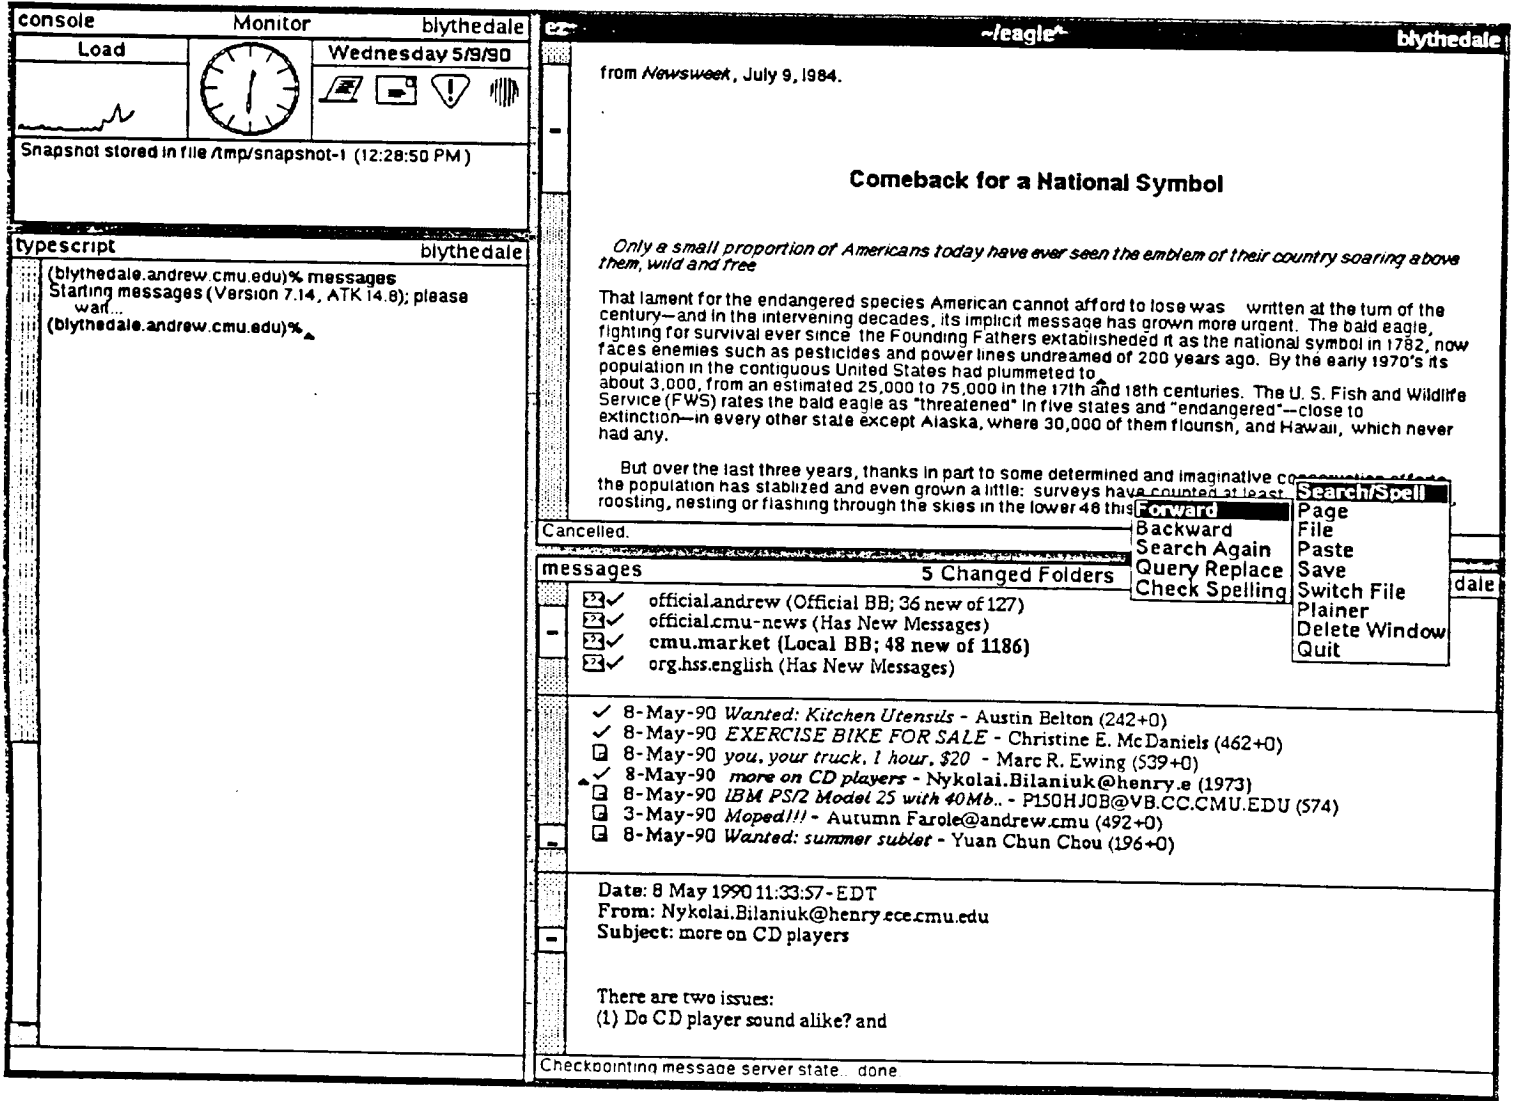 console Monitor blythedale
Load
Wednesday 5/9/90
Snapshot stored in file /tmp/snapshot-1 (12:28:50 PM)
typescript blythedale
(blythedale.andrew.cmu.edu)% messages
Starting messages (Version 7.14, ATK 14.8); please
wait...
(blythedale.andrew.cmu.edu)%
ez ~/eagle* blythedale
from Newsweek, July 9, 1984.
Comeback for a National Symbol
Only a small proportion of Americans today have ever seen the emblem of their country soaring above
them, wild and free
That lament for the endangered species American cannot afford to lose was written at the turn of the
century—and in the intervening decades, its implicit message has grown more urgent. The bald eagle,
fighting for survival ever since the Founding Fathers extablisheded it as the national symbol in 1782, now
faces enemies such as pesticides and power lines undreamed of 200 years ago. By the early 1970's its
population in the contiguous United States had plummeted to
about 3,000, from an estimated 25,000 to 75,000 in the 17th and 18th centuries. The U. S. Fish and Wildlife
Service (FWS) rates the bald eagle as "threatened" in five states and "endangered"--close to
extinction—in every other state except Alaska, where 30,000 of them flourish, and Hawaii, which never
had any.
But over the last three years, thanks in part to some determined and imaginative conservation efforts
the population has stablized and even grown a little: surveys have counted at least
roosting, nesting or flashing through the skies in the lower 48 this
Cancelled.
Search/Spell
Page
File
Paste
Save
Switch File
Plainer
Delete Window
Quit
Forward
Backward
Search Again
Query Replace
Check Spelling
messages 5 Changed Folders dale
official.andrew (Official BB; 36 new of 127)
official.cmu-news (Has New Messages)
cmu.market (Local BB; 48 new of 1186)
org.hss.english (Has New Messages)
8-May-90 Wanted: Kitchen Utensils - Austin Belton (242+0)
8-May-90 EXERCISE BIKE FOR SALE - Christine E. McDaniels (462+0)
8-May-90 you, your truck, 1 hour, $20 - Marc R. Ewing (539+0)
8-May-90 more on CD players - Nykolai.Bilaniuk@henry.e (1973)
8-May-90 IBM PS/2 Model 25 with 40Mb.. - P150HJ0B@VB.CC.CMU.EDU (574)
3-May-90 Moped!!! - Autumn Farole@andrew.cmu (492+0)
8-May-90 Wanted: summer sublet - Yuan Chun Chou (196+0)
Date: 8 May 1990 11:33:57-EDT
From: Nykolai.Bilaniuk@henry.ece.cmu.edu
Subject: more on CD players
There are two issues:
(1) Do CD player sound alike? and
Checkpointing message server state... done.